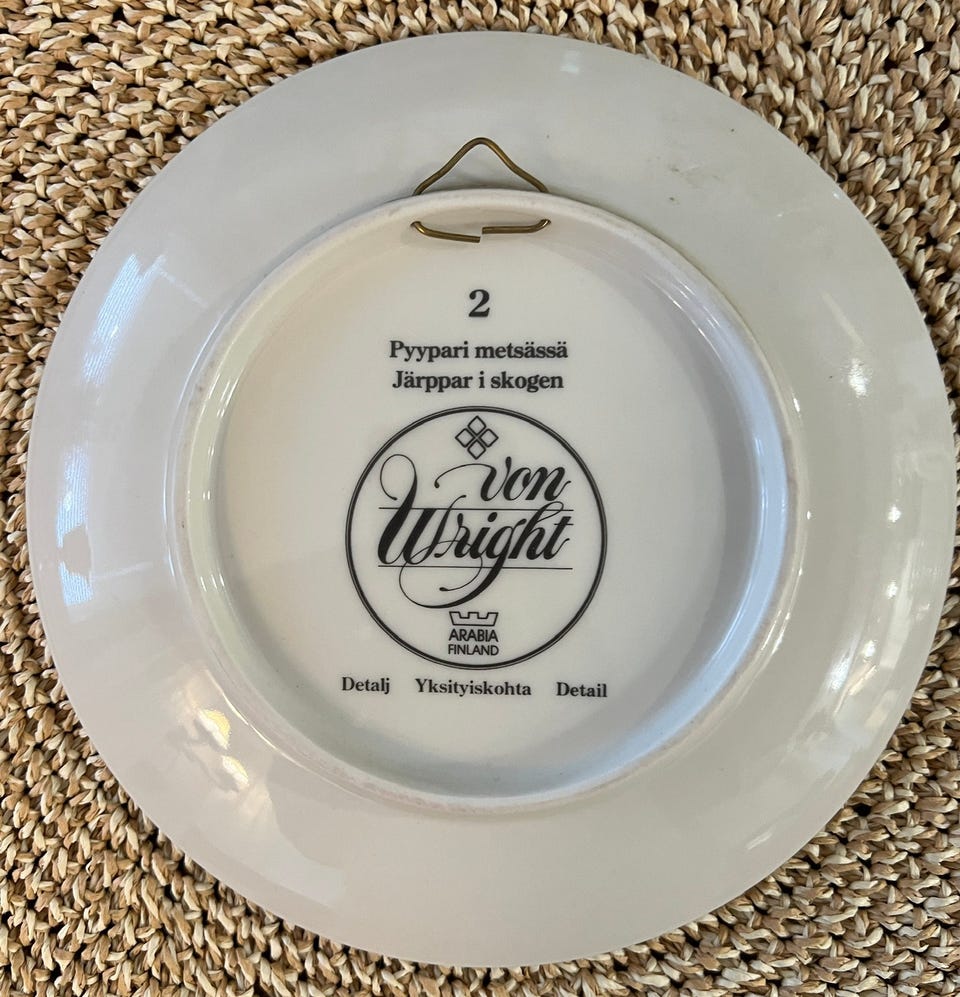 2
Pyypari metsässä
Järppar i skogen
von
Wright
ARABIA
FINLAND
Detalj Yksityiskohta Detail